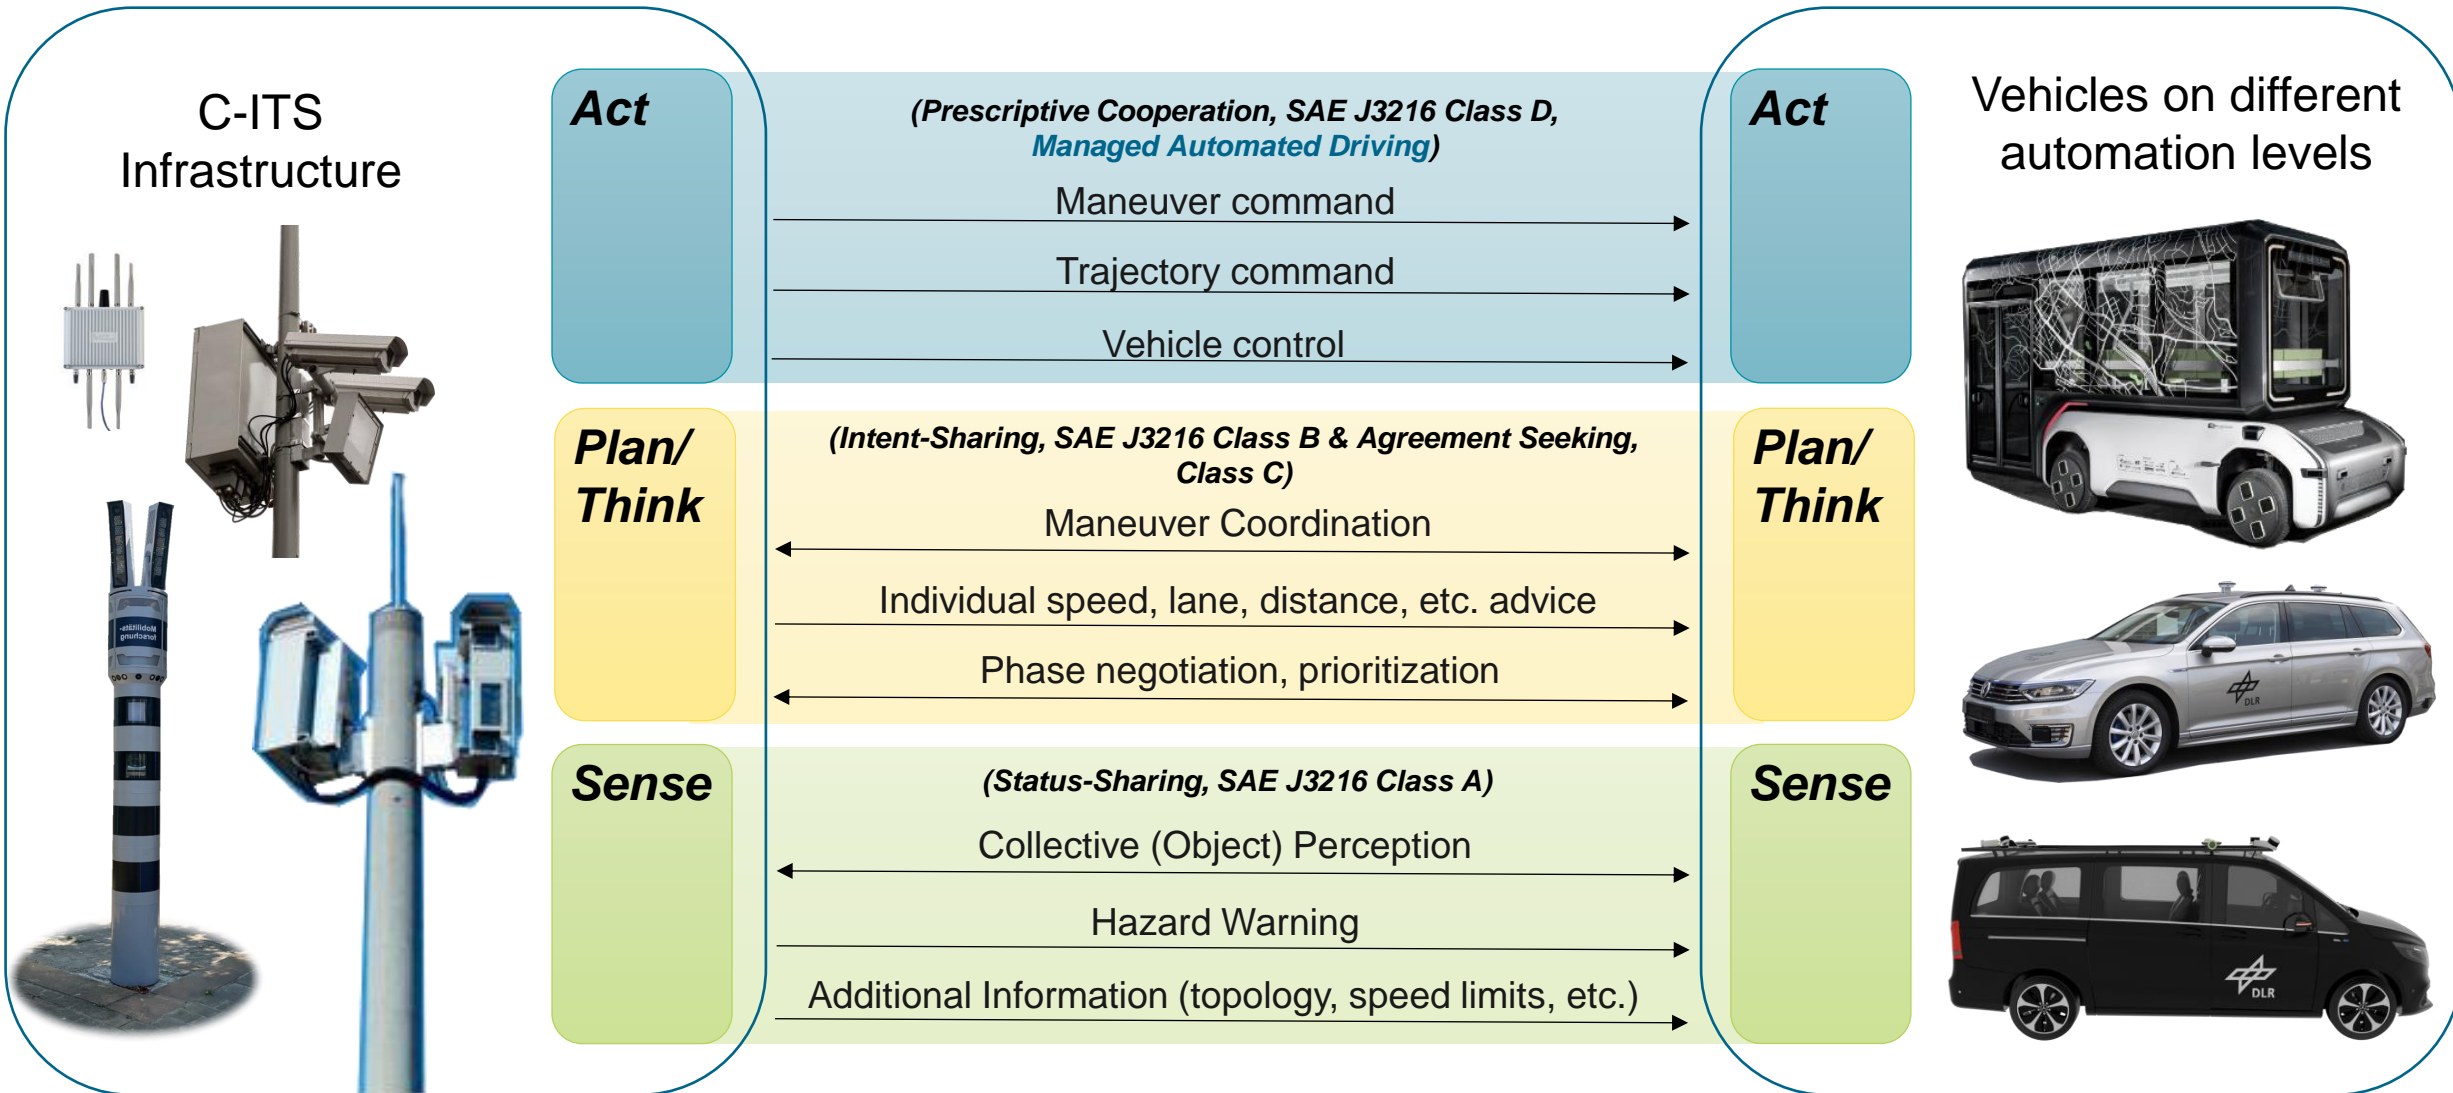 C-ITS
Infrastructure
Act
(Prescriptive Cooperation, SAE J3216 Class D,
Managed Automated Driving)
Maneuver command
Trajectory command
Vehicle control
Act
Vehicles on different
automation levels
Plan/
Think
(Intent-Sharing, SAE J3216 Class B & Agreement Seeking,
Class C)
Maneuver Coordination
Individual speed, lane, distance, etc. advice
Phase negotiation, prioritization
Plan/
Think
Sense
(Status-Sharing, SAE J3216 Class A)
Collective (Object) Perception
Hazard Warning
Additional Information (topology, speed limits, etc.)
Sense
Mobilitäts-
forschung
DLR
DLR